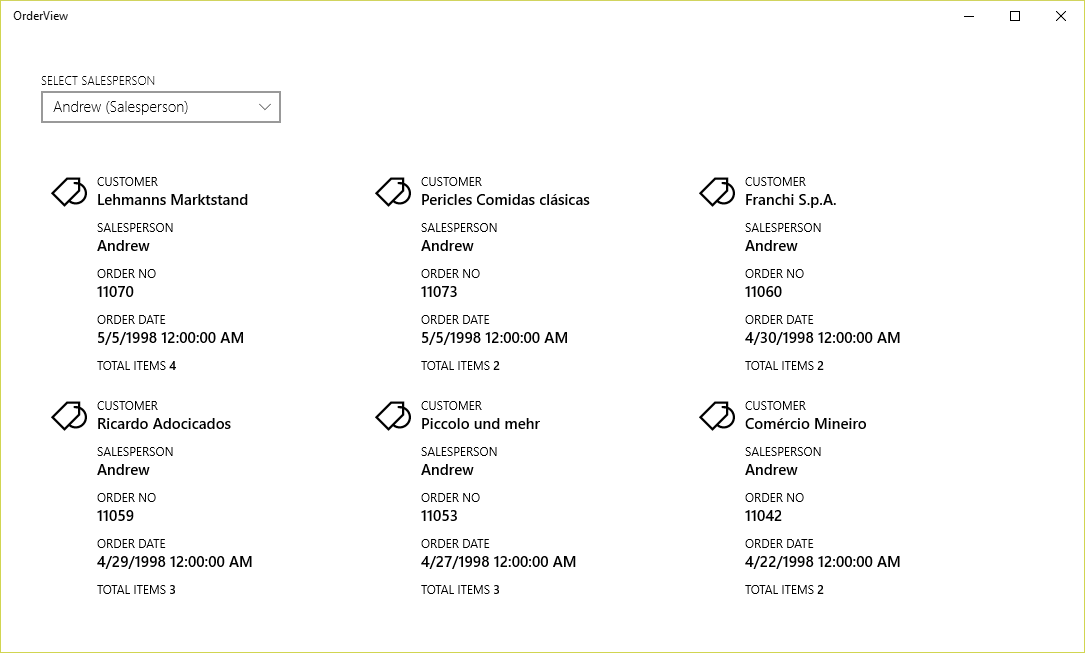 OrderView
SELECT SALESPERSON
Andrew (Salesperson)
CUSTOMER
Lehmanns Marktstand
SALESPERSON
Andrew
ORDER NO
11070
ORDER DATE
5/5/1998 12:00:00 AM
TOTAL ITEMS 4
CUSTOMER
Pericles Comidas clásicas
SALESPERSON
Andrew
ORDER NO
11073
ORDER DATE
5/5/1998 12:00:00 AM
TOTAL ITEMS 2
CUSTOMER
Franchi S.p.A.
SALESPERSON
Andrew
ORDER NO
11060
ORDER DATE
4/30/1998 12:00:00 AM
TOTAL ITEMS 2
CUSTOMER
Ricardo Adocicados
SALESPERSON
Andrew
ORDER NO
11059
ORDER DATE
4/29/1998 12:00:00 AM
TOTAL ITEMS 3
CUSTOMER
Piccolo und mehr
SALESPERSON
Andrew
ORDER NO
11053
ORDER DATE
4/27/1998 12:00:00 AM
TOTAL ITEMS 3
CUSTOMER
Comércio Mineiro
SALESPERSON
Andrew
ORDER NO
11042
ORDER DATE
4/22/1998 12:00:00 AM
TOTAL ITEMS 2